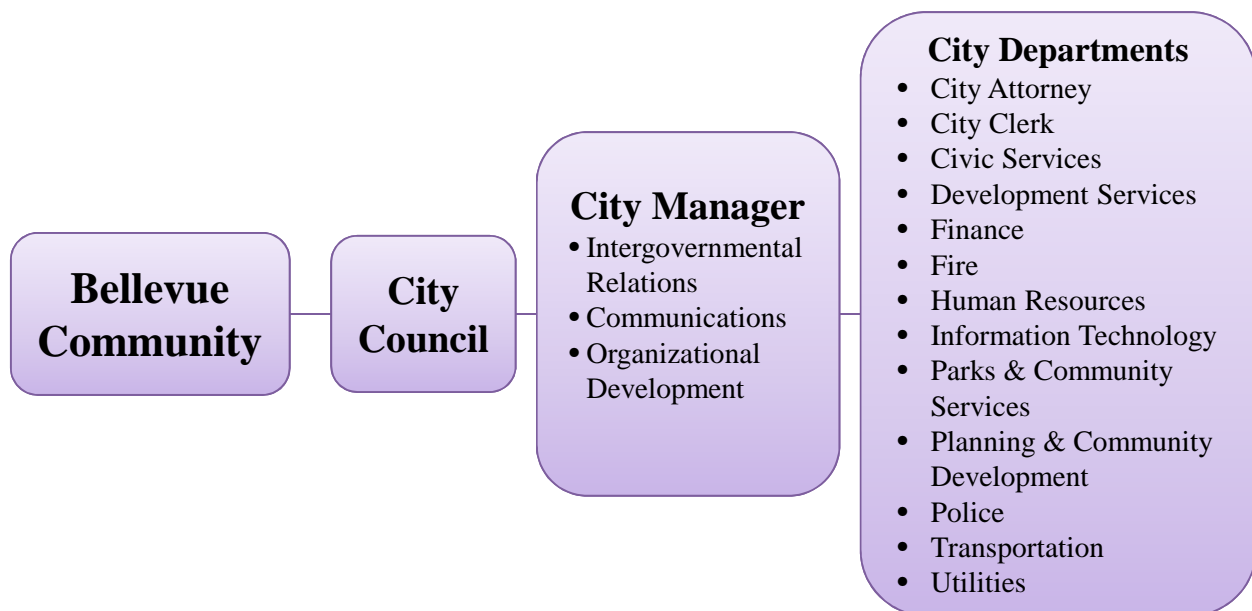 Bellevue
Community
City
Council
City Manager
• Intergovernmental
Relations
• Communications
• Organizational
Development
City Departments
• City Attorney
• City Clerk
• Civic Services
• Development Services
• Finance
• Fire
• Human Resources
• Information Technology
• Parks & Community
Services
• Planning & Community
Development
• Police
• Transportation
• Utilities